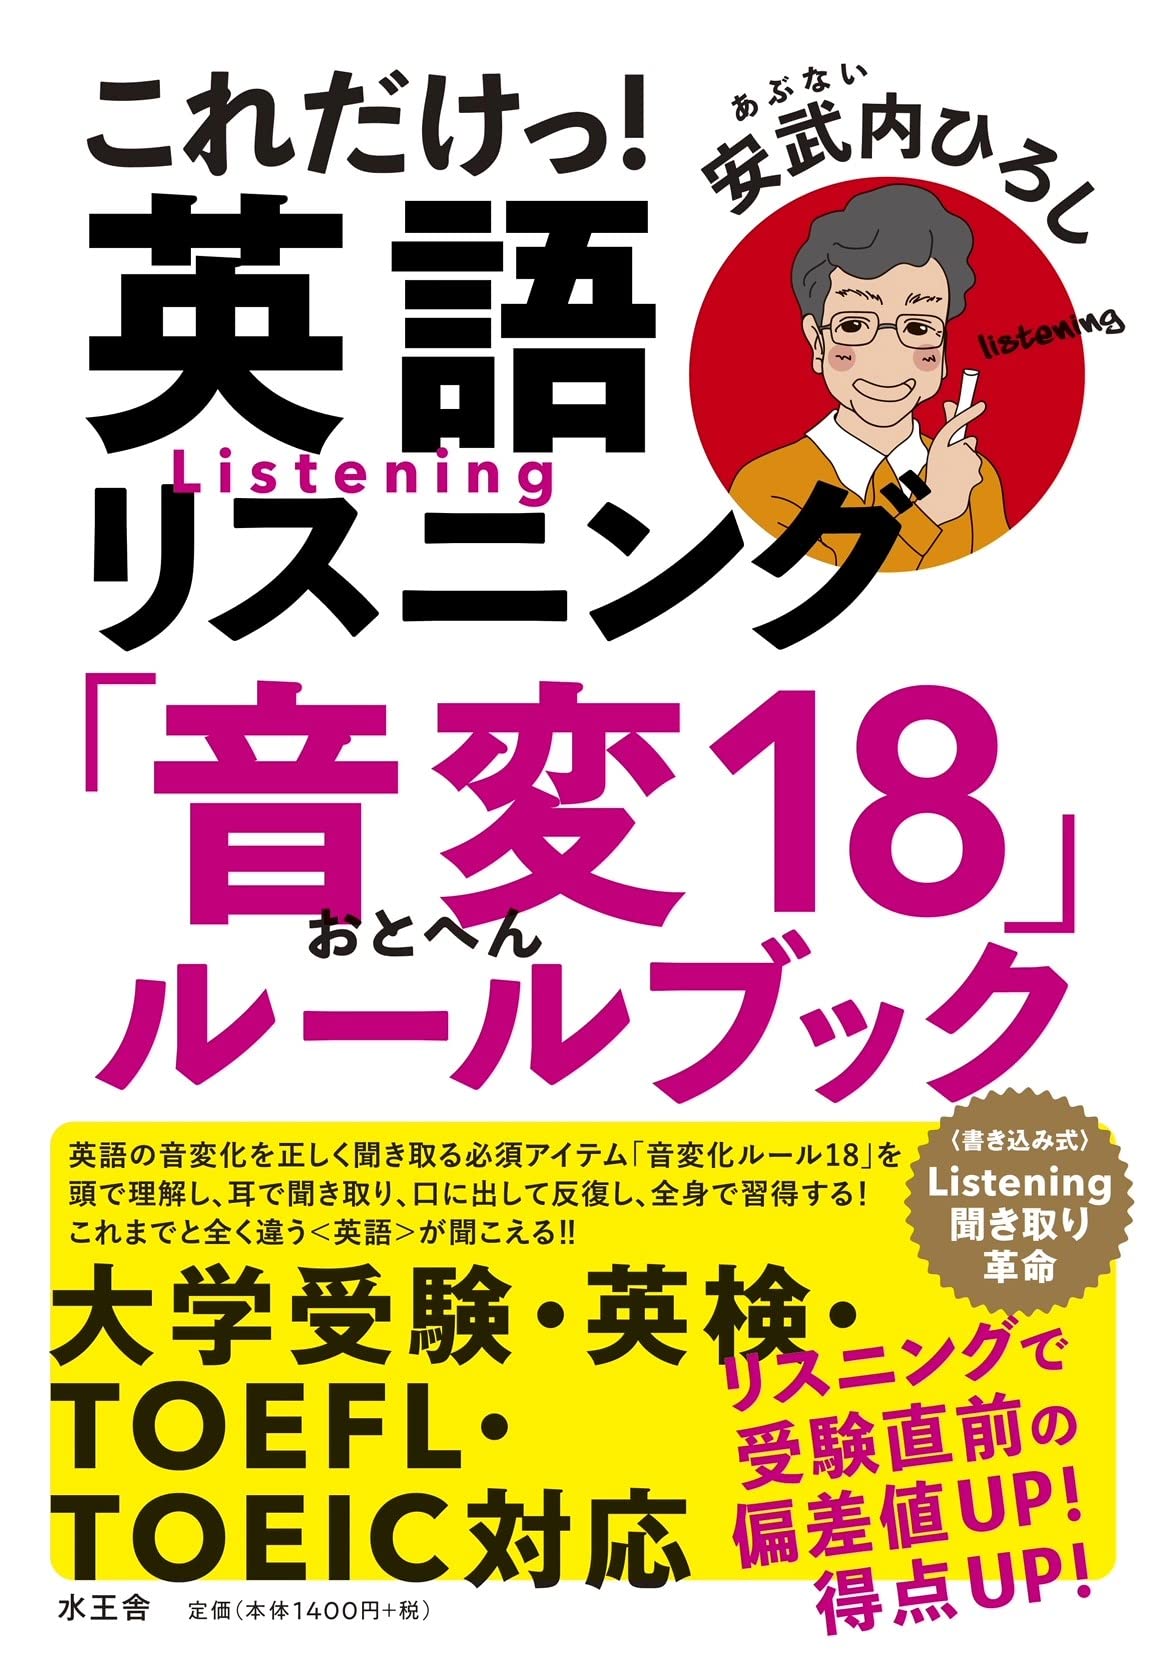 これだけっ!
英語
Listening
リスニング
あぶない
安武内ひろし
listening
「音変18」
おとへん
ルールブック
英語の音変化を正しく聞き取る必須アイテム「音変化ルール18」を
頭で理解し、耳で聞き取り、口に出して反復し、全身で習得する!
これまでと全く違う<英語>が聞こえる!!
〈書き込み式〉
Listening
聞き取り
革命
大学受験・英検・
TOEFL・
TOEIC対応
リスニングで
受験直前の
偏差値UP!
得点UP!
水王舎 定価(本体1400円+税)